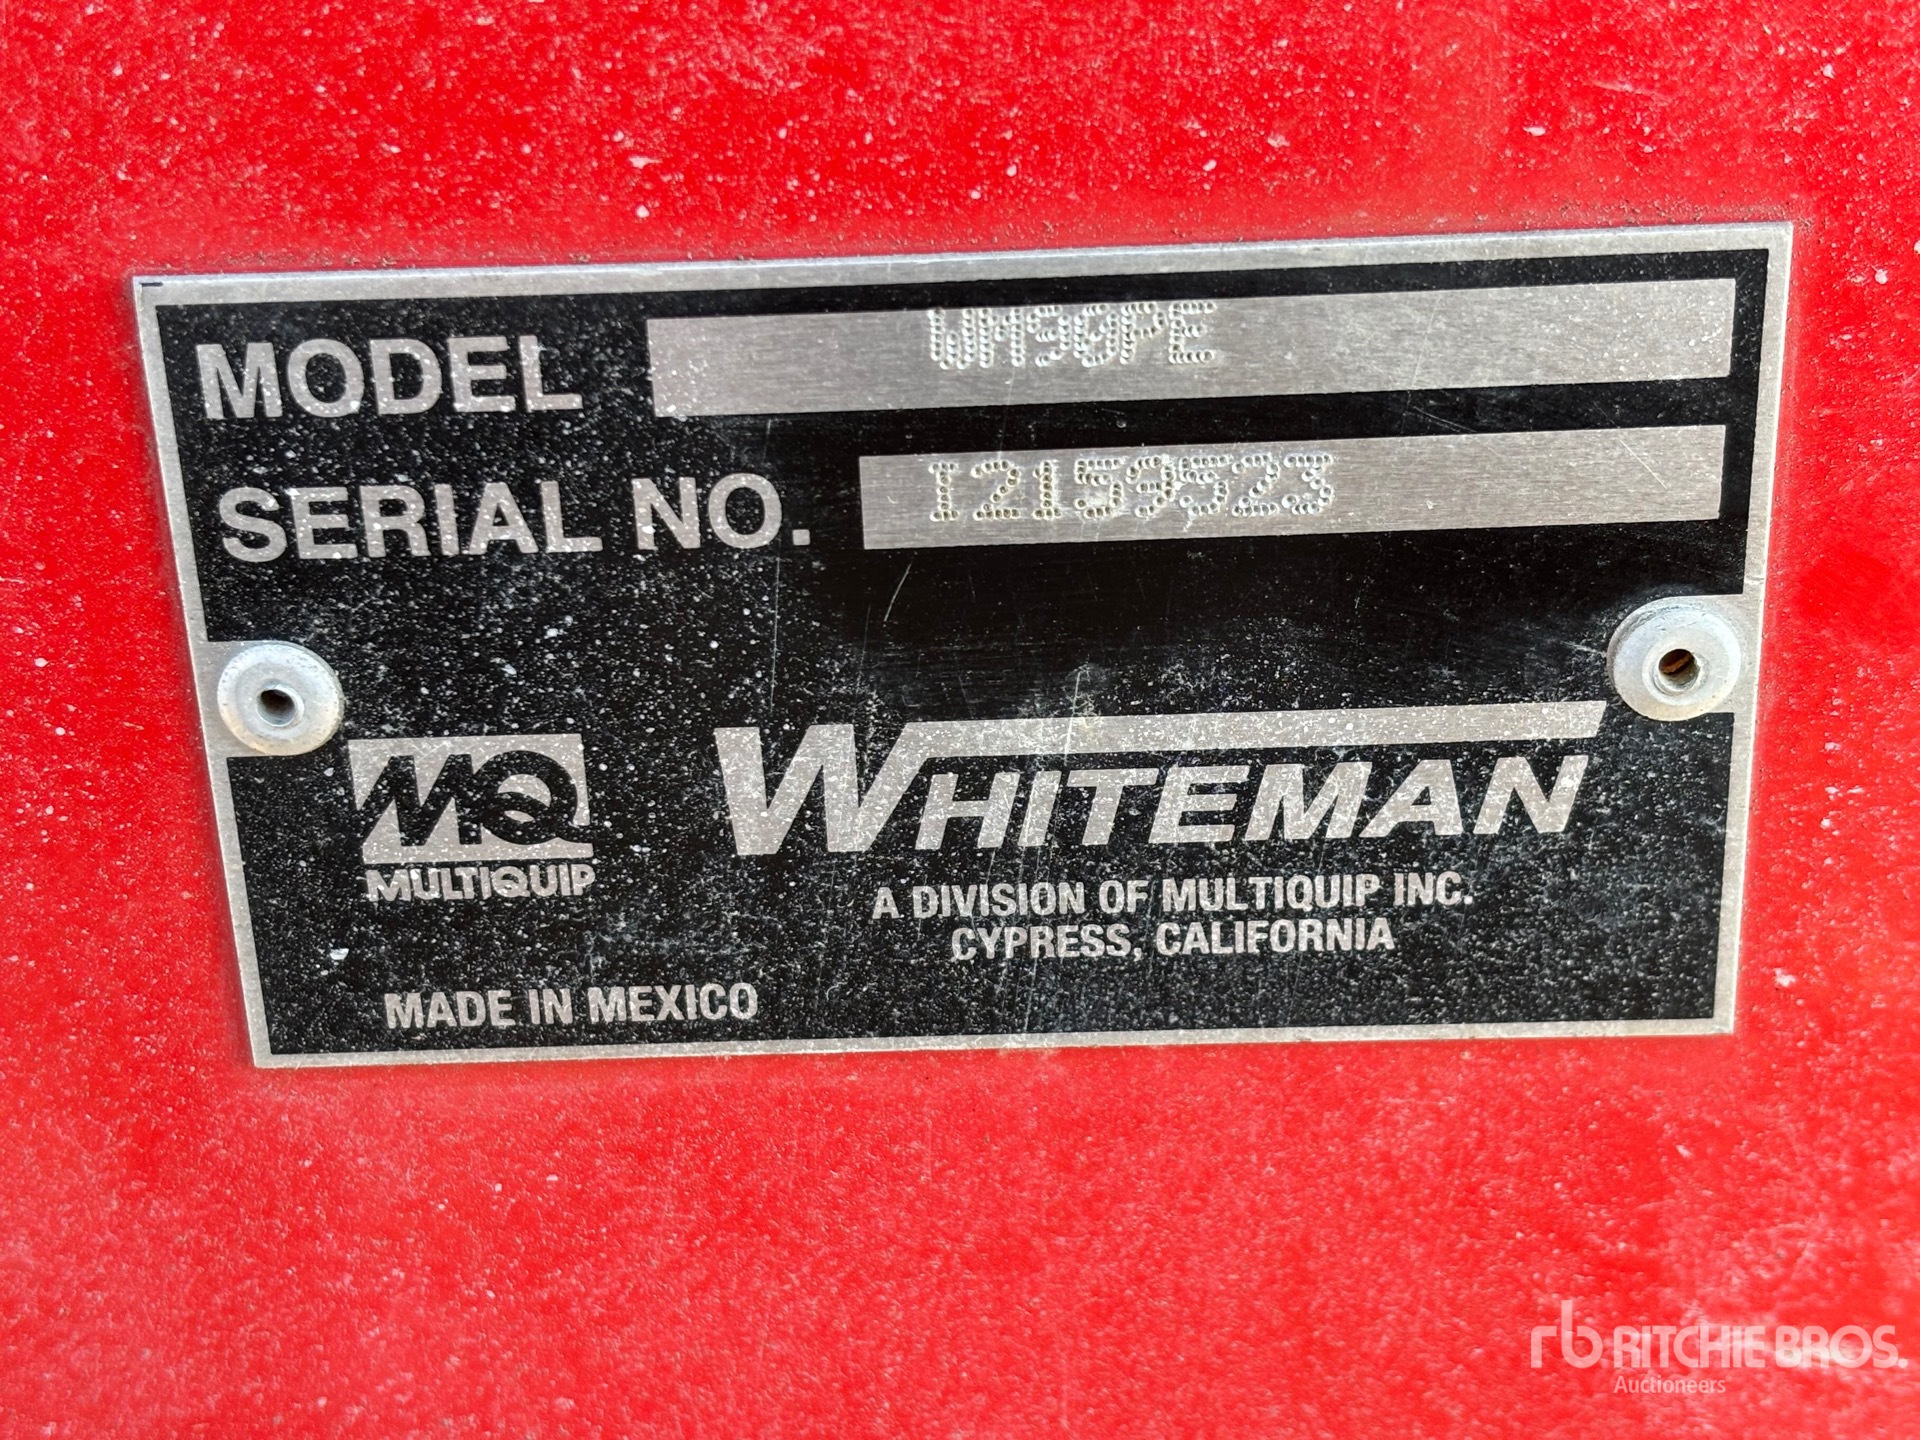 MODEL WM90PE
SERIAL NO. I2159523
MQ
MULTIQUIP
WHITEMAN
A DIVISION OF MULTIQUIP INC.
CYPRESS, CALIFORNIA
MADE IN MEXICO
rb RITCHIE BROS.
Auctioneers